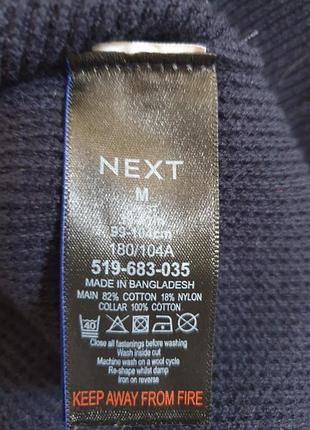 NEXT
M
99-104cm
180/104A
519-683-035
MADE IN BANGLADESH
MAIN 82% COTTON 18% NYLON
COLLAR 100% COTTON
40
Close all fastenings before washing
Wash inside out
Machine wash on a wool cycle
Re-shape whilst damp
Iron on reverse
KEEP AWAY FROM FIRE